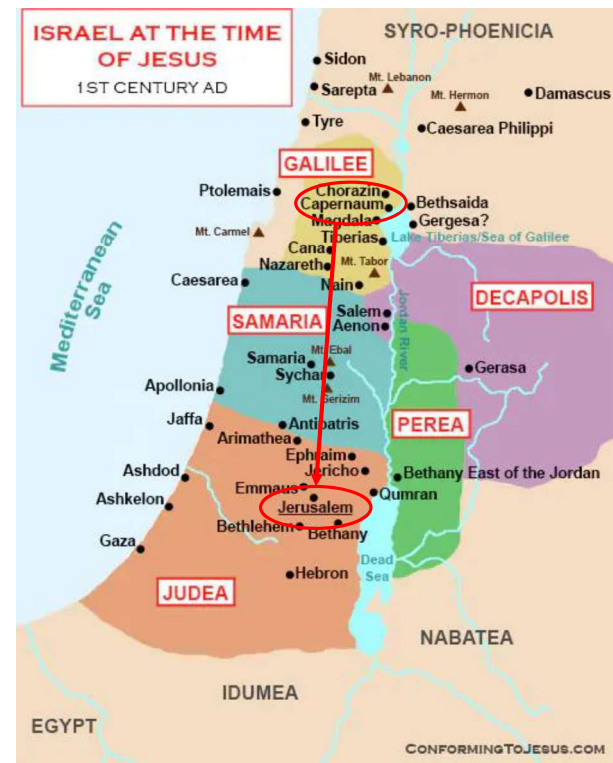 ISRAEL AT THE TIME
OF JESUS
1ST CENTURY AD
SYRO-PHOENICIA
Sidon
Mt. Lebanon
Sarepta
Mt. Hermon
Damascus
Tyre
Caesarea Philippi
GALILEE
Ptolemais
Chorazin
Capernaum
Bethsaida
Magdala
Gergesa?
Mt. Carmel
Tiberias
Lake Tiberias/Sea of Galilee
Cana
Nazareth
Mt. Tabor
Caesarea
Nain
DECAPOLIS
Mediterranean
Sea
Jordan River
SAMARIA
Salem
Aenon
Mt. Ebal
Samaria
Sychar
Gerasa
Mt. Gerizim
Apollonia
Jaffa
Antipatris
PEREA
Arimathea
Ephraim
Jericho
Ashdod
Bethany East of the Jordan
Emmaus
Qumran
Ashkelon
Jerusalem
Bethlehem
Bethany
Gaza
Dead
Sea
Hebron
JUDEA
NABATEA
IDUMEA
EGYPT
CONFORMINGTOJESUS.COM